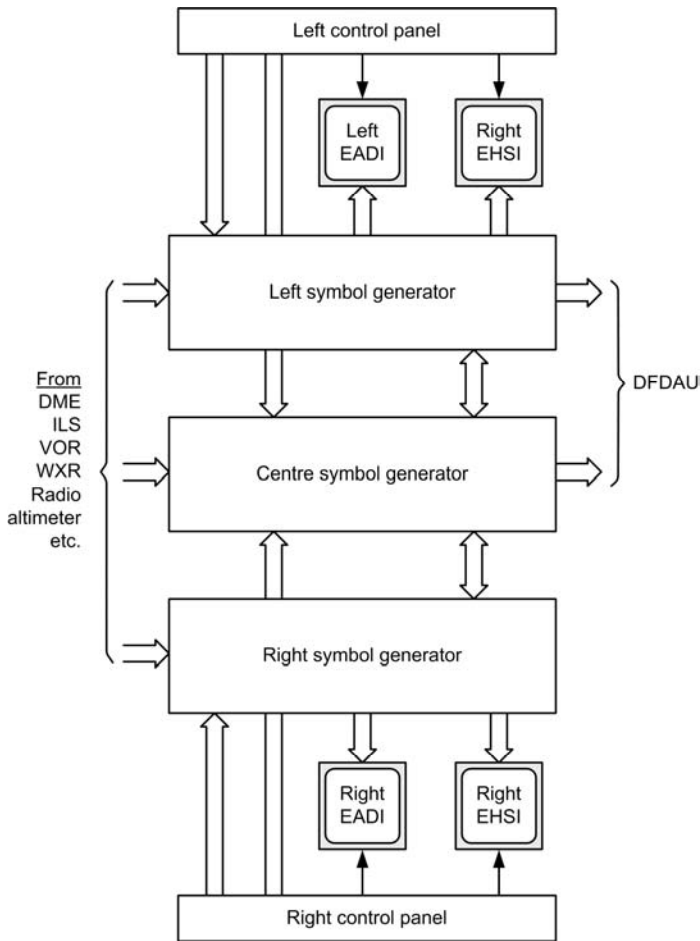 Left control panel
Left
EADI
Right
EHSI
Left symbol generator
From
DME
ILS
VOR
WXR
Radio
altimeter
etc.
DFDAU
Centre symbol generator
Right symbol generator
Right
EADI
Right
EHSI
Right control panel